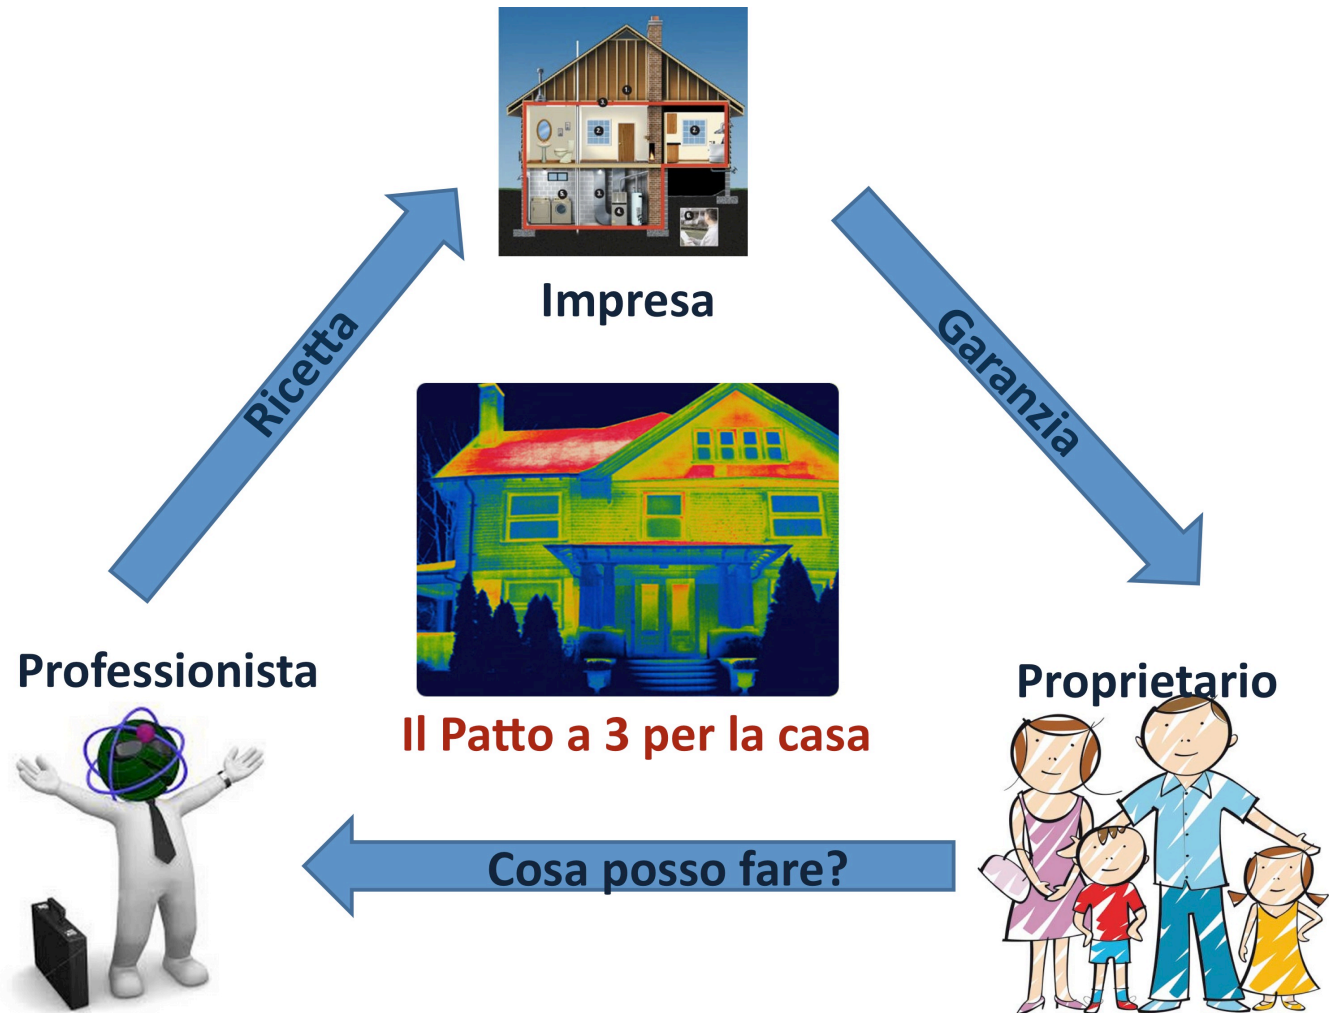 Impresa
Ricetta
Garanzia
Professionista
Proprietario
Il Patto a 3 per la casa
Cosa posso fare?